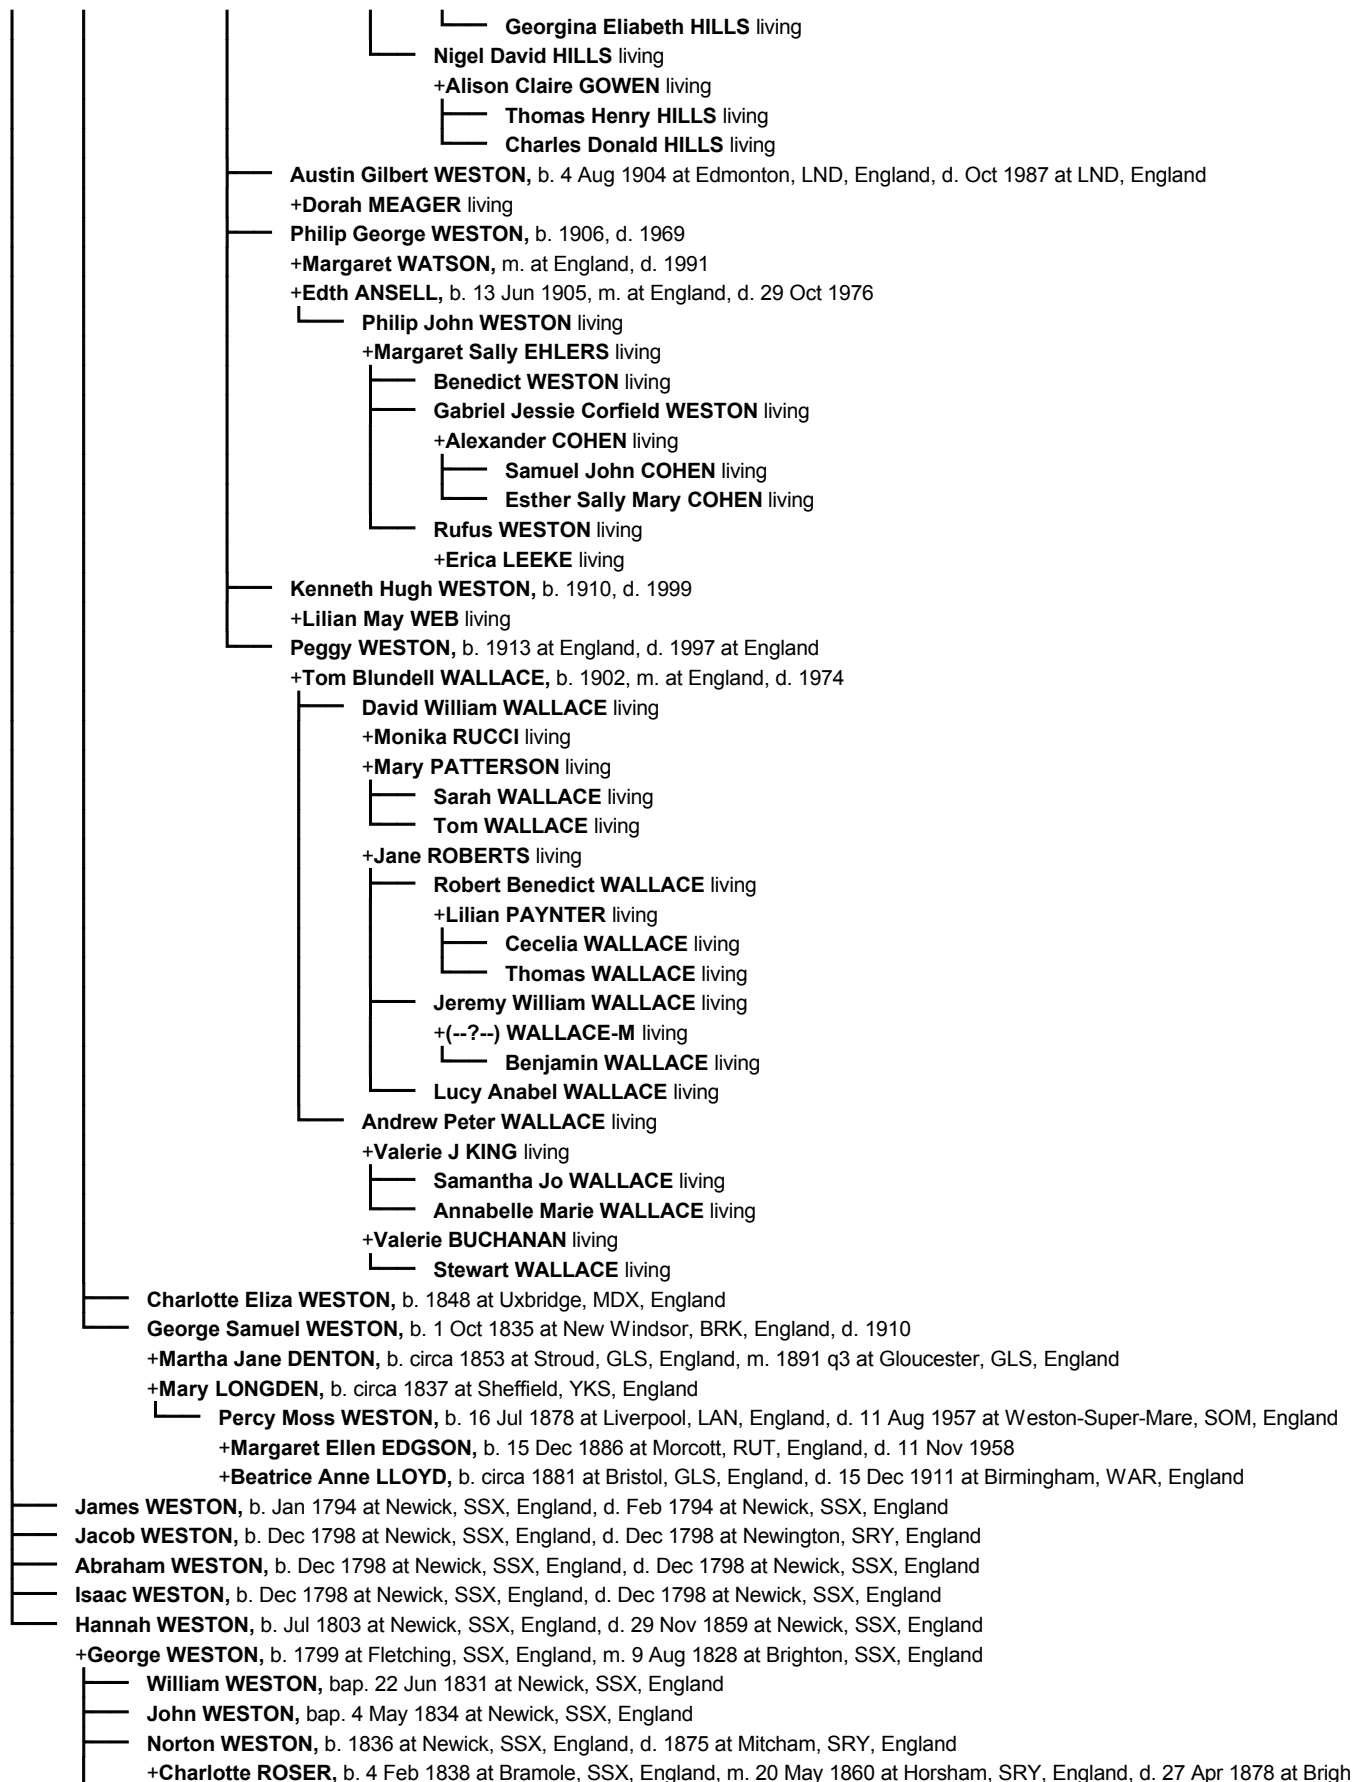 Georgina Eliabeth HILLS living
Nigel David HILLS living
+Alison Claire GOWEN living
Thomas Henry HILLS living
Charles Donald HILLS living
Austin Gilbert WESTON, b. 4 Aug 1904 at Edmonton, LND, England, d. Oct 1987 at LND, England
+Dorah MEAGER living
Philip George WESTON, b. 1906, d. 1969
+Margaret WATSON, m. at England, d. 1991
+Edth ANSELL, b. 13 Jun 1905, m. at England, d. 29 Oct 1976
Philip John WESTON living
+Margaret Sally EHLERS living
Benedict WESTON living
Gabriel Jessie Corfield WESTON living
+Alexander COHEN living
Samuel John COHEN living
Esther Sally Mary COHEN living
Rufus WESTON living
+Erica LEEKE living
Kenneth Hugh WESTON, b. 1910, d. 1999
+Lilian May WEB living
Peggy WESTON, b. 1913 at England, d. 1997 at England
+Tom Blundell WALLACE, b. 1902, m. at England, d. 1974
David William WALLACE living
+Monika RUCCI living
+Mary PATTERSON living
Sarah WALLACE living
Tom WALLACE living
+Jane ROBERTS living
Robert Benedict WALLACE living
+Lilian PAYNTER living
Cecelia WALLACE living
Thomas WALLACE living
Jeremy William WALLACE living
+(--?--) WALLACE-M living
Benjamin WALLACE living
Lucy Anabel WALLACE living
Andrew Peter WALLACE living
+Valerie J KING living
Samantha Jo WALLACE living
Annabelle Marie WALLACE living
+Valerie BUCHANAN living
Stewart WALLACE living
Charlotte Eliza WESTON, b. 1848 at Uxbridge, MDX, England
George Samuel WESTON, b. 1 Oct 1835 at New Windsor, BRK, England, d. 1910
+Martha Jane DENTON, b. circa 1853 at Stroud, GLS, England, m. 1891 q3 at Gloucester, GLS, England
+Mary LONGDEN, b. circa 1837 at Sheffield, YKS, England
Percy Moss WESTON, b. 16 Jul 1878 at Liverpool, LAN, England, d. 11 Aug 1957 at Weston-Super-Mare, SOM, England
+Margaret Ellen EDGSON, b. 15 Dec 1886 at Morcott, RUT, England, d. 11 Nov 1958
+Beatrice Anne LLOYD, b. circa 1881 at Bristol, GLS, England, d. 15 Dec 1911 at Birmingham, WAR, England
James WESTON, b. Jan 1794 at Newick, SSX, England, d. Feb 1794 at Newick, SSX, England
Jacob WESTON, b. Dec 1798 at Newick, SSX, England, d. Dec 1798 at Newington, SRY, England
Abraham WESTON, b. Dec 1798 at Newick, SSX, England, d. Dec 1798 at Newick, SSX, England
Isaac WESTON, b. Dec 1798 at Newick, SSX, England, d. Dec 1798 at Newick, SSX, England
Hannah WESTON, b. Jul 1803 at Newick, SSX, England, d. 29 Nov 1859 at Newick, SSX, England
+George WESTON, b. 1799 at Fletching, SSX, England, m. 9 Aug 1828 at Brighton, SSX, England
William WESTON, bap. 22 Jun 1831 at Newick, SSX, England
John WESTON, bap. 4 May 1834 at Newick, SSX, England
Norton WESTON, b. 1836 at Newick, SSX, England, d. 1875 at Mitcham, SRY, England
+Charlotte ROSER, b. 4 Feb 1838 at Bramole, SSX, England, m. 20 May 1860 at Horsham, SRY, England, d. 27 Apr 1878 at Brigh